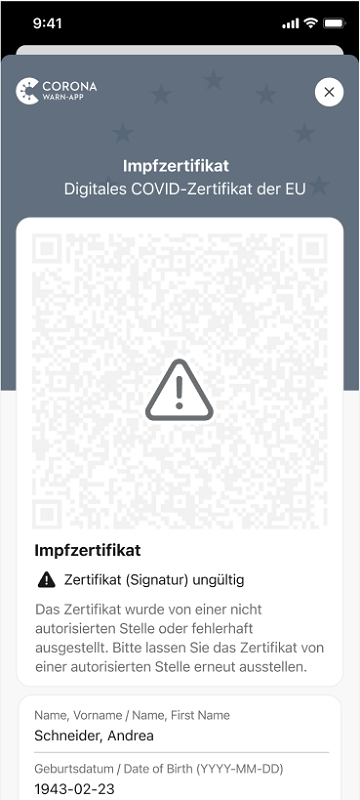 9:41
CORONA
WARN-APP
Impfzertifikat
Digitales COVID-Zertifikat der EU
Impfzertifikat
Zertifikat (Signatur) ungültig
Das Zertifikat wurde von einer nicht
autorisierten Stelle oder fehlerhaft
ausgestellt. Bitte lassen Sie das Zertifikat von
einer autorisierten Stelle erneut ausstellen.
Name, Vorname / Name, First Name
Schneider, Andrea
Geburtsdatum / Date of Birth (YYYY-MM-DD)
1943-02-23